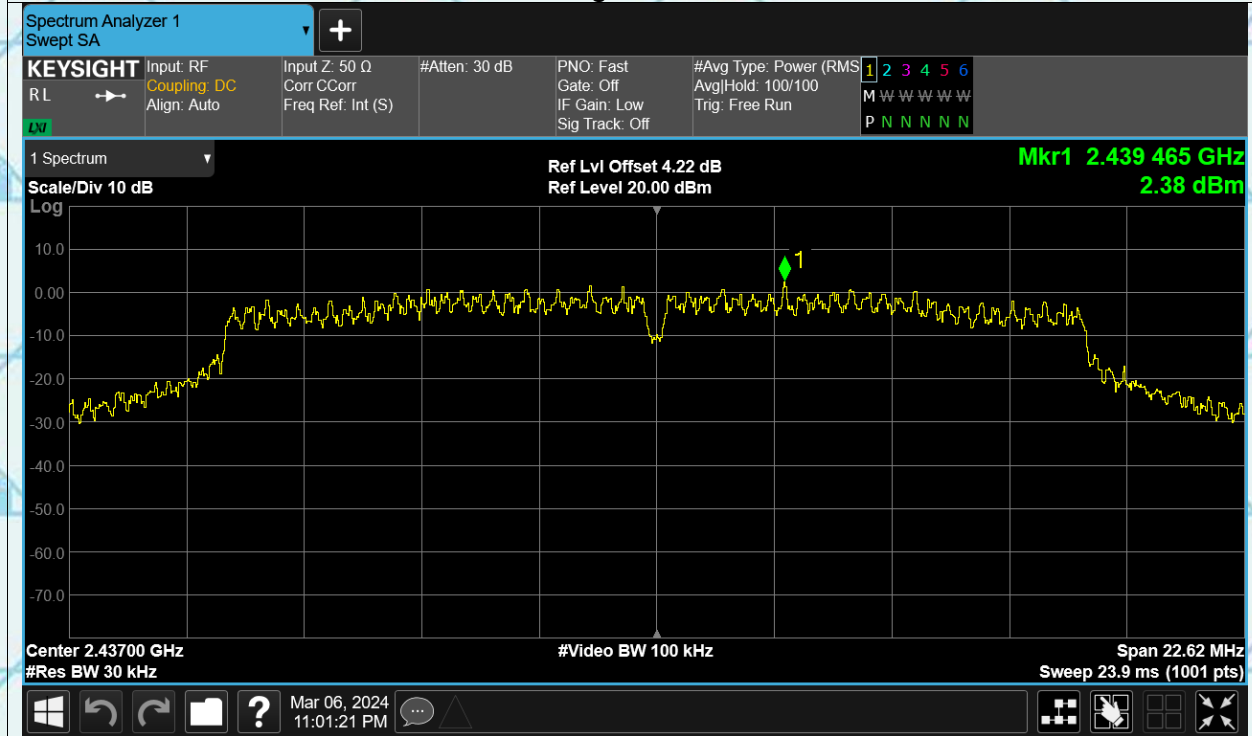 Spectrum Analyzer 1
Swept SA
+
KEYSIGHT
RL
LXI
Input: RF
Coupling: DC
Align: Auto
Input Z: 50 Ω
Corr CCorr
Freq Ref: Int (S)
#Atten: 30 dB
PNO: Fast
Gate: Off
IF Gain: Low
Sig Track: Off
#Avg Type: Power (RMS
Avg|Hold: 100/100
Trig: Free Run
1 2 3 4 5 6
M W W W W W
P N N N N N
1 Spectrum
Scale/Div 10 dB
Log
Ref Lvl Offset 4.22 dB
Ref Level 20.00 dBm
Mkr1 2.439 465 GHz
2.38 dBm
1
10.0
0.00
-10.0
-20.0
-30.0
-40.0
-50.0
-60.0
-70.0
Center 2.43700 GHz
#Res BW 30 kHz
#Video BW 100 kHz
Span 22.62 MHz
Sweep 23.9 ms (1001 pts)
?
Mar 06, 2024
11:01:21 PM